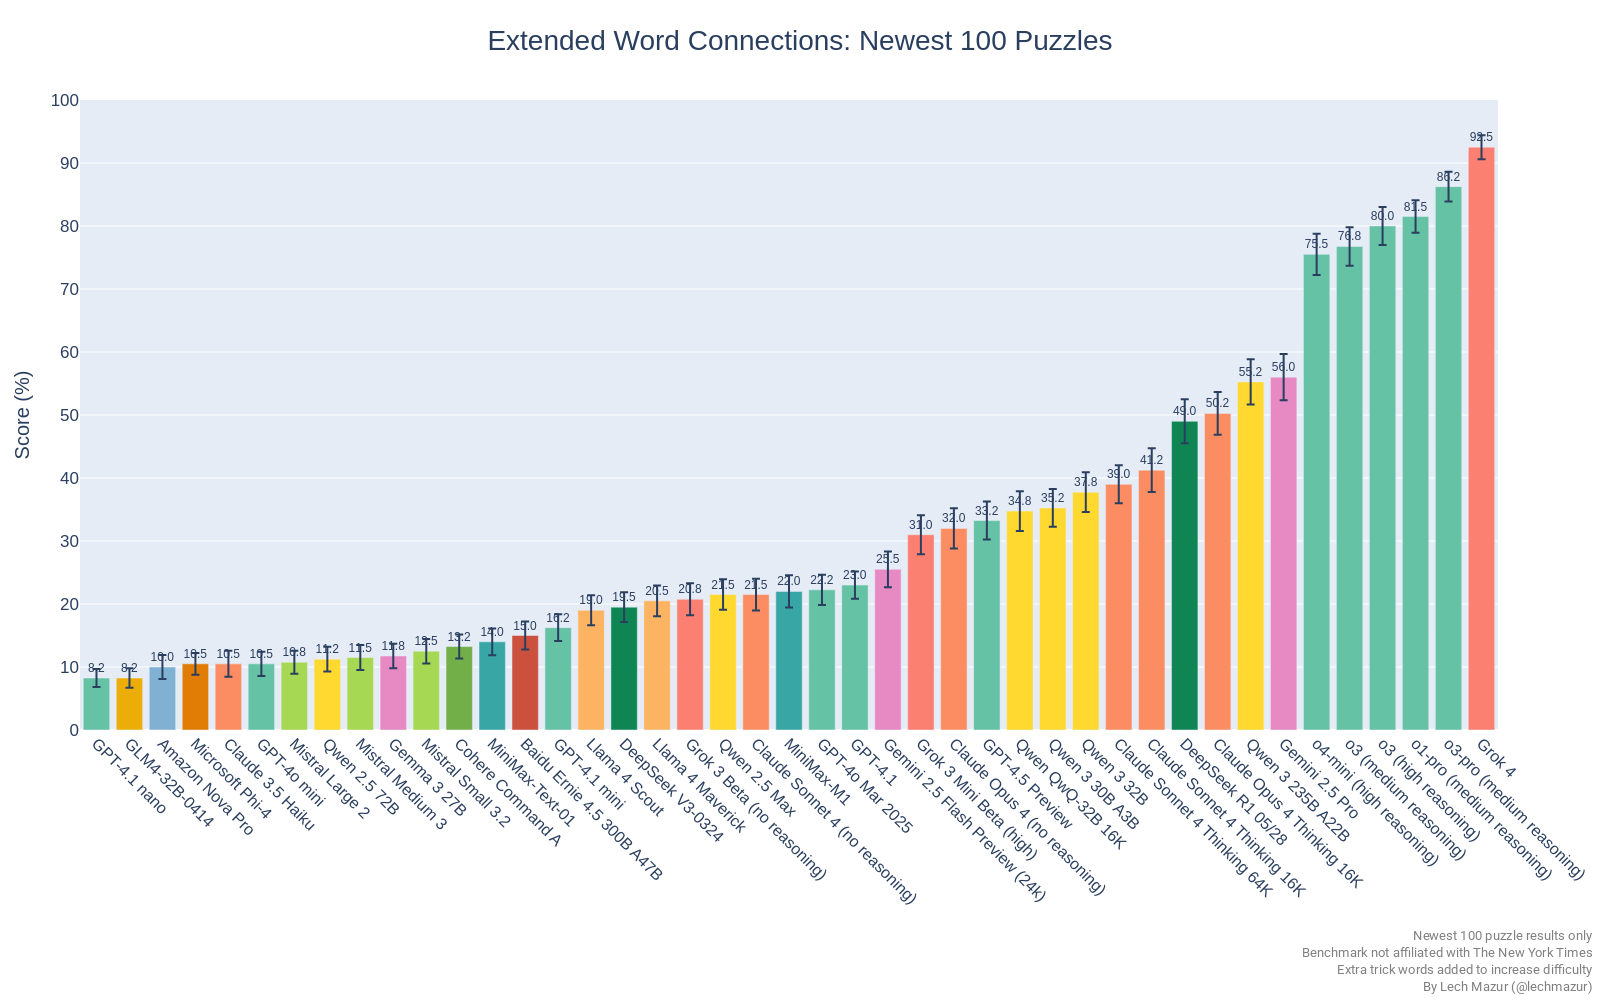 Extended Word Connections: Newest 100 Puzzles
Score (%)
100
90
80
70
60
50
40
30
20
10
0
8.2
8.2
10.0
10.5
10.5
10.5
10.8
11.2
11.5
11.8
12.5
13.2
14.0
15.0
16.2
19.0
19.5
20.5
20.8
21.5
21.5
22.0
22.2
23.0
25.5
31.0
32.0
33.2
34.8
35.2
37.8
39.0
41.2
49.0
50.2
55.2
56.0
75.5
76.8
80.0
81.5
86.2
92.5
GPT-4.1 nano
GLM4-32B-0414
Amazon Nova Pro
Microsoft Phi-4
Claude 3.5 Haiku
GPT-4o mini
Mistral Large 2
Qwen 2.5 72B
Mistral Medium 3
Gemma 3 27B
Mistral Small 3.2
Cohere Command A
MiniMax-Text-01
Baidu Ernie 4.5 300B A47B
GPT-4.1 mini
Llama 4 Scout
DeepSeek V3-0324
Llama 4 Maverick
Grok 3 Beta (no reasoning)
Qwen 2.5 Max
Claude Sonnet 4 (no reasoning)
MiniMax-M1
GPT-4o Mar 2025
GPT-4.1
Gemini 2.5 Flash Preview (24k)
Grok 3 Mini Beta (high)
Claude Opus 4 (no reasoning)
GPT-4.5 Preview
Qwen QwQ-32B 16K
Qwen 3 30B A3B
Qwen 3 32B
Claude Sonnet 4 Thinking 64K
Claude Sonnet 4 Thinking 16K
DeepSeek R1 05/28
Claude Opus 4 Thinking 16K
Qwen 3 235B A22B
Gemini 2.5 Pro
o4-mini (high reasoning)
o3 (medium reasoning)
o3 (high reasoning)
o1-pro (medium reasoning)
o3-pro (medium reasoning)
Grok 4
Newest 100 puzzle results only
Benchmark not affiliated with The New York Times
Extra trick words added to increase difficulty
By Lech Mazur (@lechmazur)